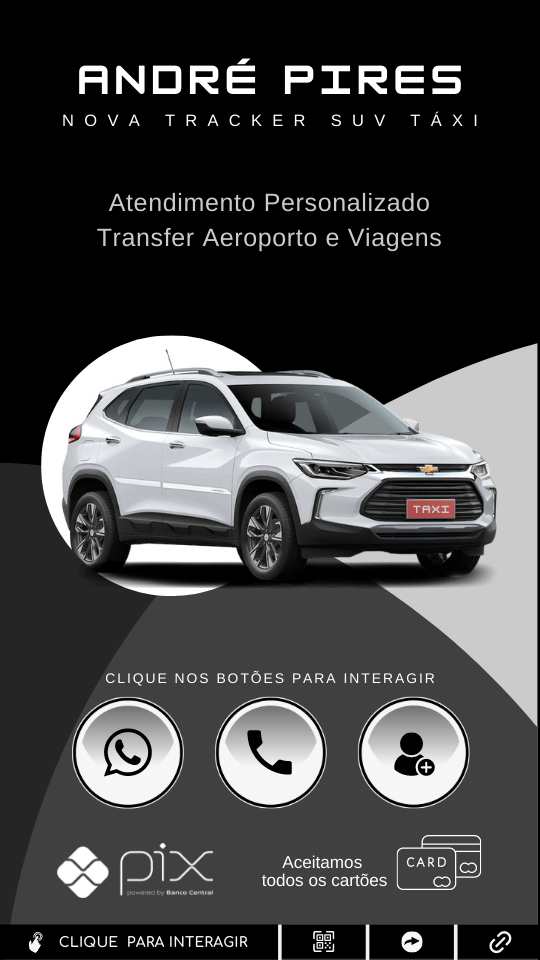 ANDRÉ PIRES
NOVA TRACKER SUV TÁXI
Atendimento Personalizado
Transfer Aeroporto e Viagens
TAXI
CLIQUE NOS BOTÕES PARA INTERAGIR
pix
powered by Banco Central
Aceitamos
todos os cartões
CARD
CLIQUE PARA INTERAGIR